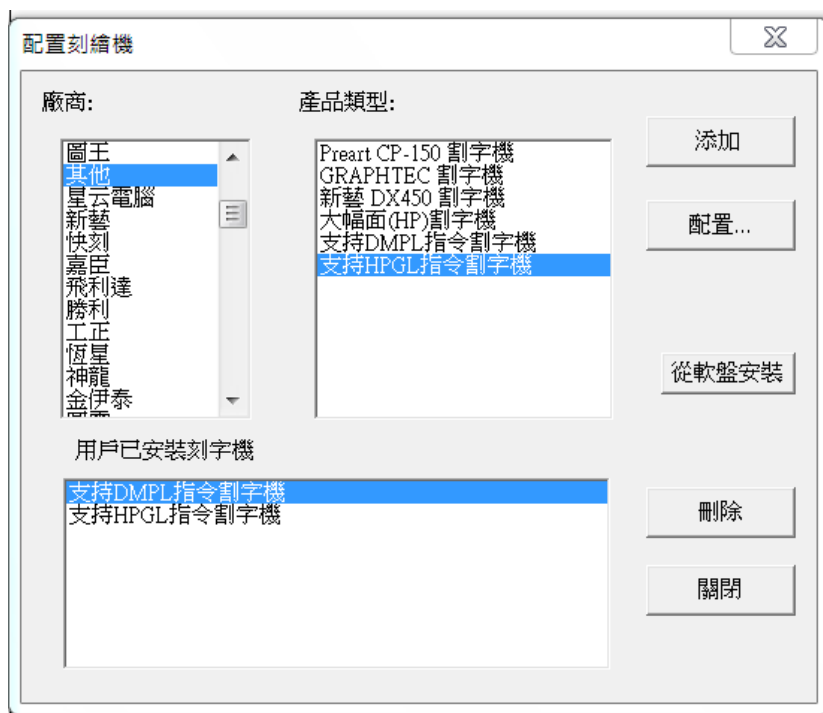 配置刻繪機
廠商:
產品類型:
圖王
其他
星云電腦
新藝
快刻
嘉臣
飛利達
勝利
工正
恆星
神龍
金伊泰
Preart CP-150 割字機
GRAPHTEC 割字機
新藝 DX450 割字機
大幅面(HP)割字機
支持DMPL指令割字機
支持HPGL指令割字機
添加
配置...
從軟盤安裝
用戶已安裝刻字機
支持DMPL指令割字機
支持HPGL指令割字機
刪除
關閉